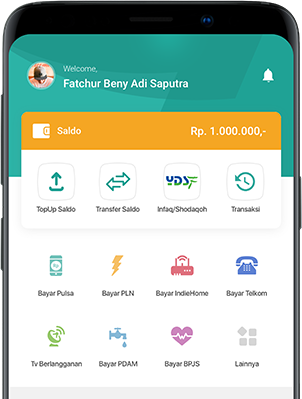 Welcome,
Fatchur Beny Adi Saputra
Saldo Rp. 1.000.000,-
YDSF
TopUp Saldo Transfer Saldo Infaq/Shodaqoh Transaksi
Bayar Pulsa Bayar PLN Bayar IndieHome Bayar Telkom
Tv Berlangganan Bayar PDAM Bayar BPJS Lainnya